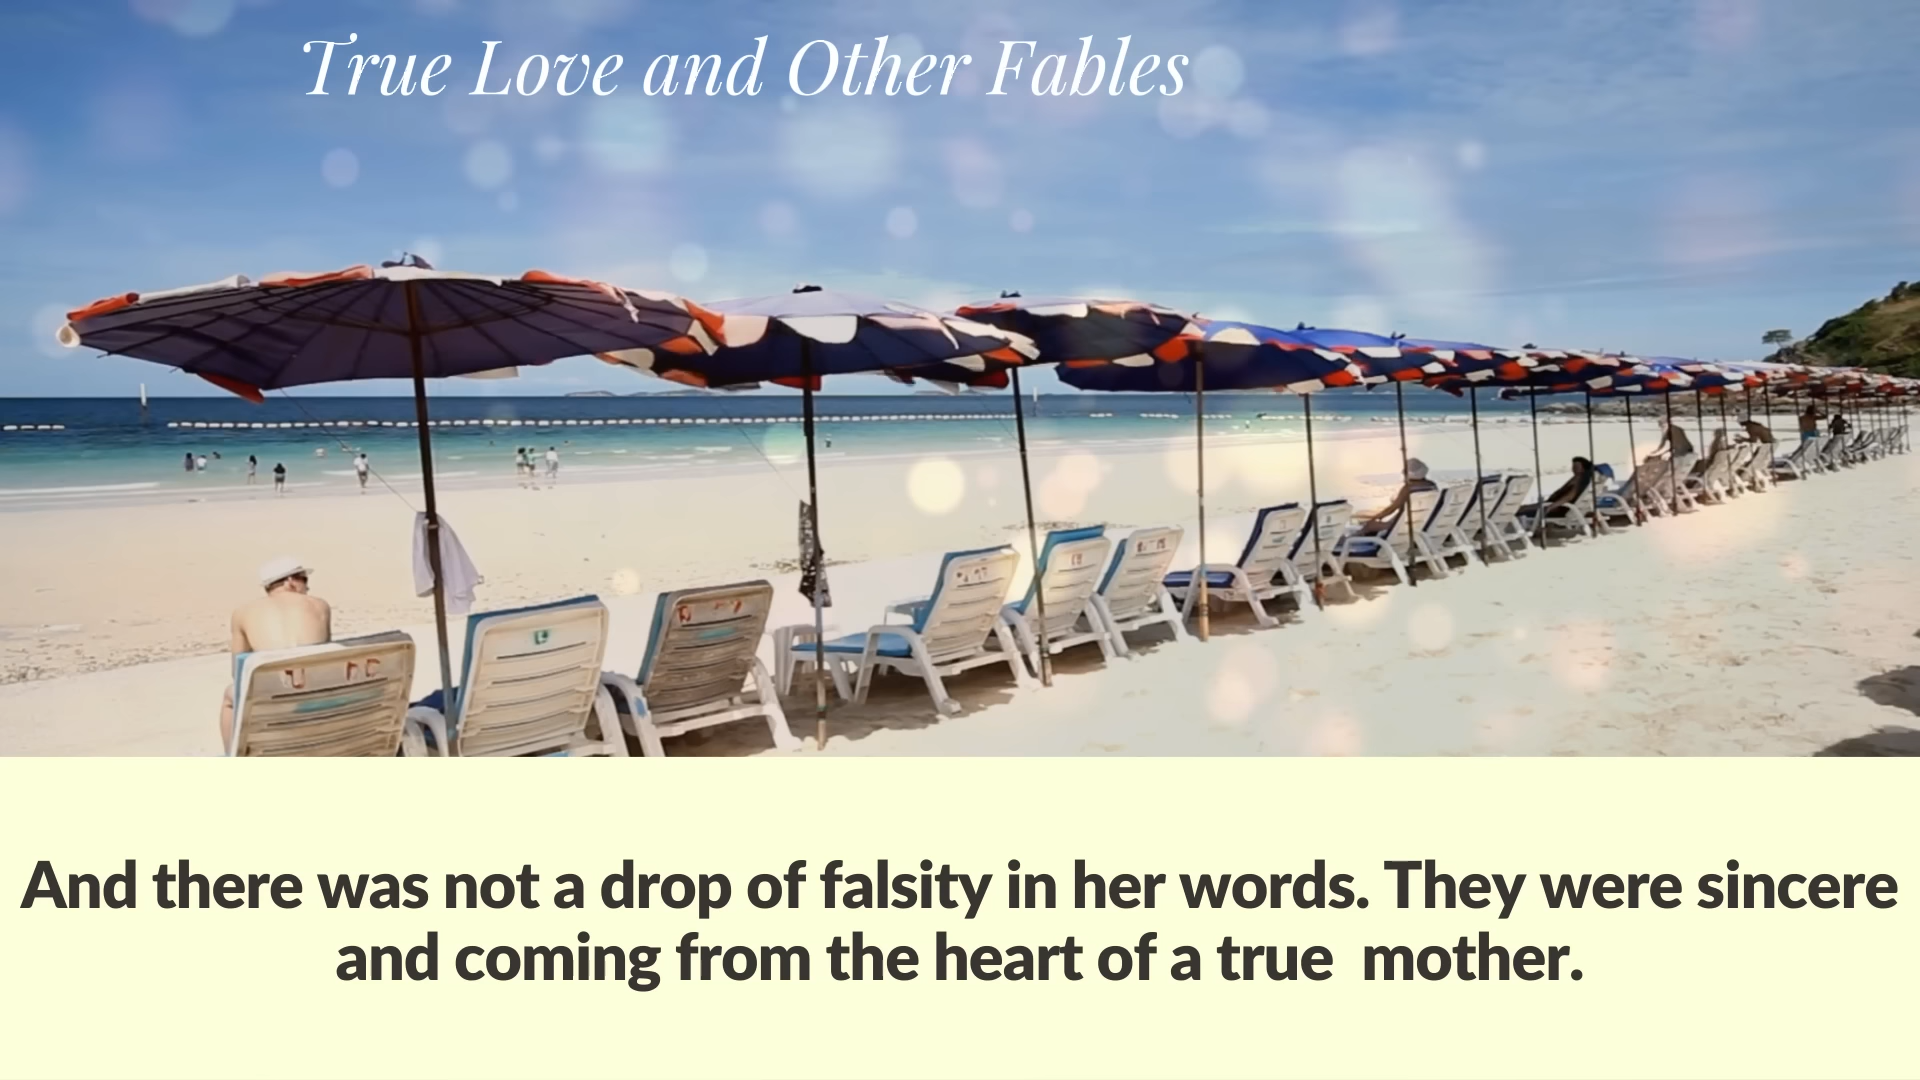 True Love and Other Fables
And there was not a drop of falsity in her words. They were sincere
and coming from the heart of a true  mother.